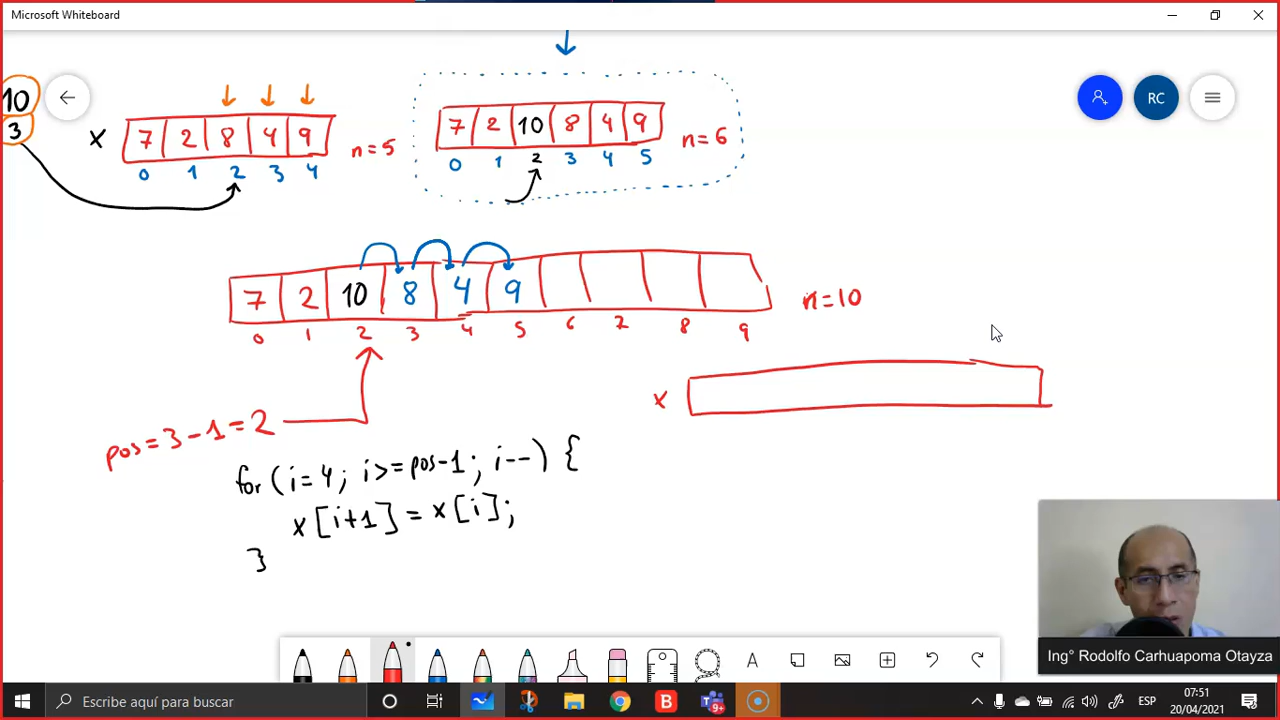 Microsoft Whiteboard
10
3
x 7 2 8 4 9 n=5
0 1 2 3 4
7 2 10 8 4 9 n=6
0 1 2 3 4 5
RC
7 2 10 8 4 9 n=10
0 1 2 3 4 5 6 7 8 9
x
pos=3-1=2
for (i=4; i>=pos-1; i--) {
x[i+1] = x[i];
}
A
Ing° Rodolfo Carhuapoma Otayza
Escribe aquí para buscar
B
9+
ESP
07:51
20/04/2021